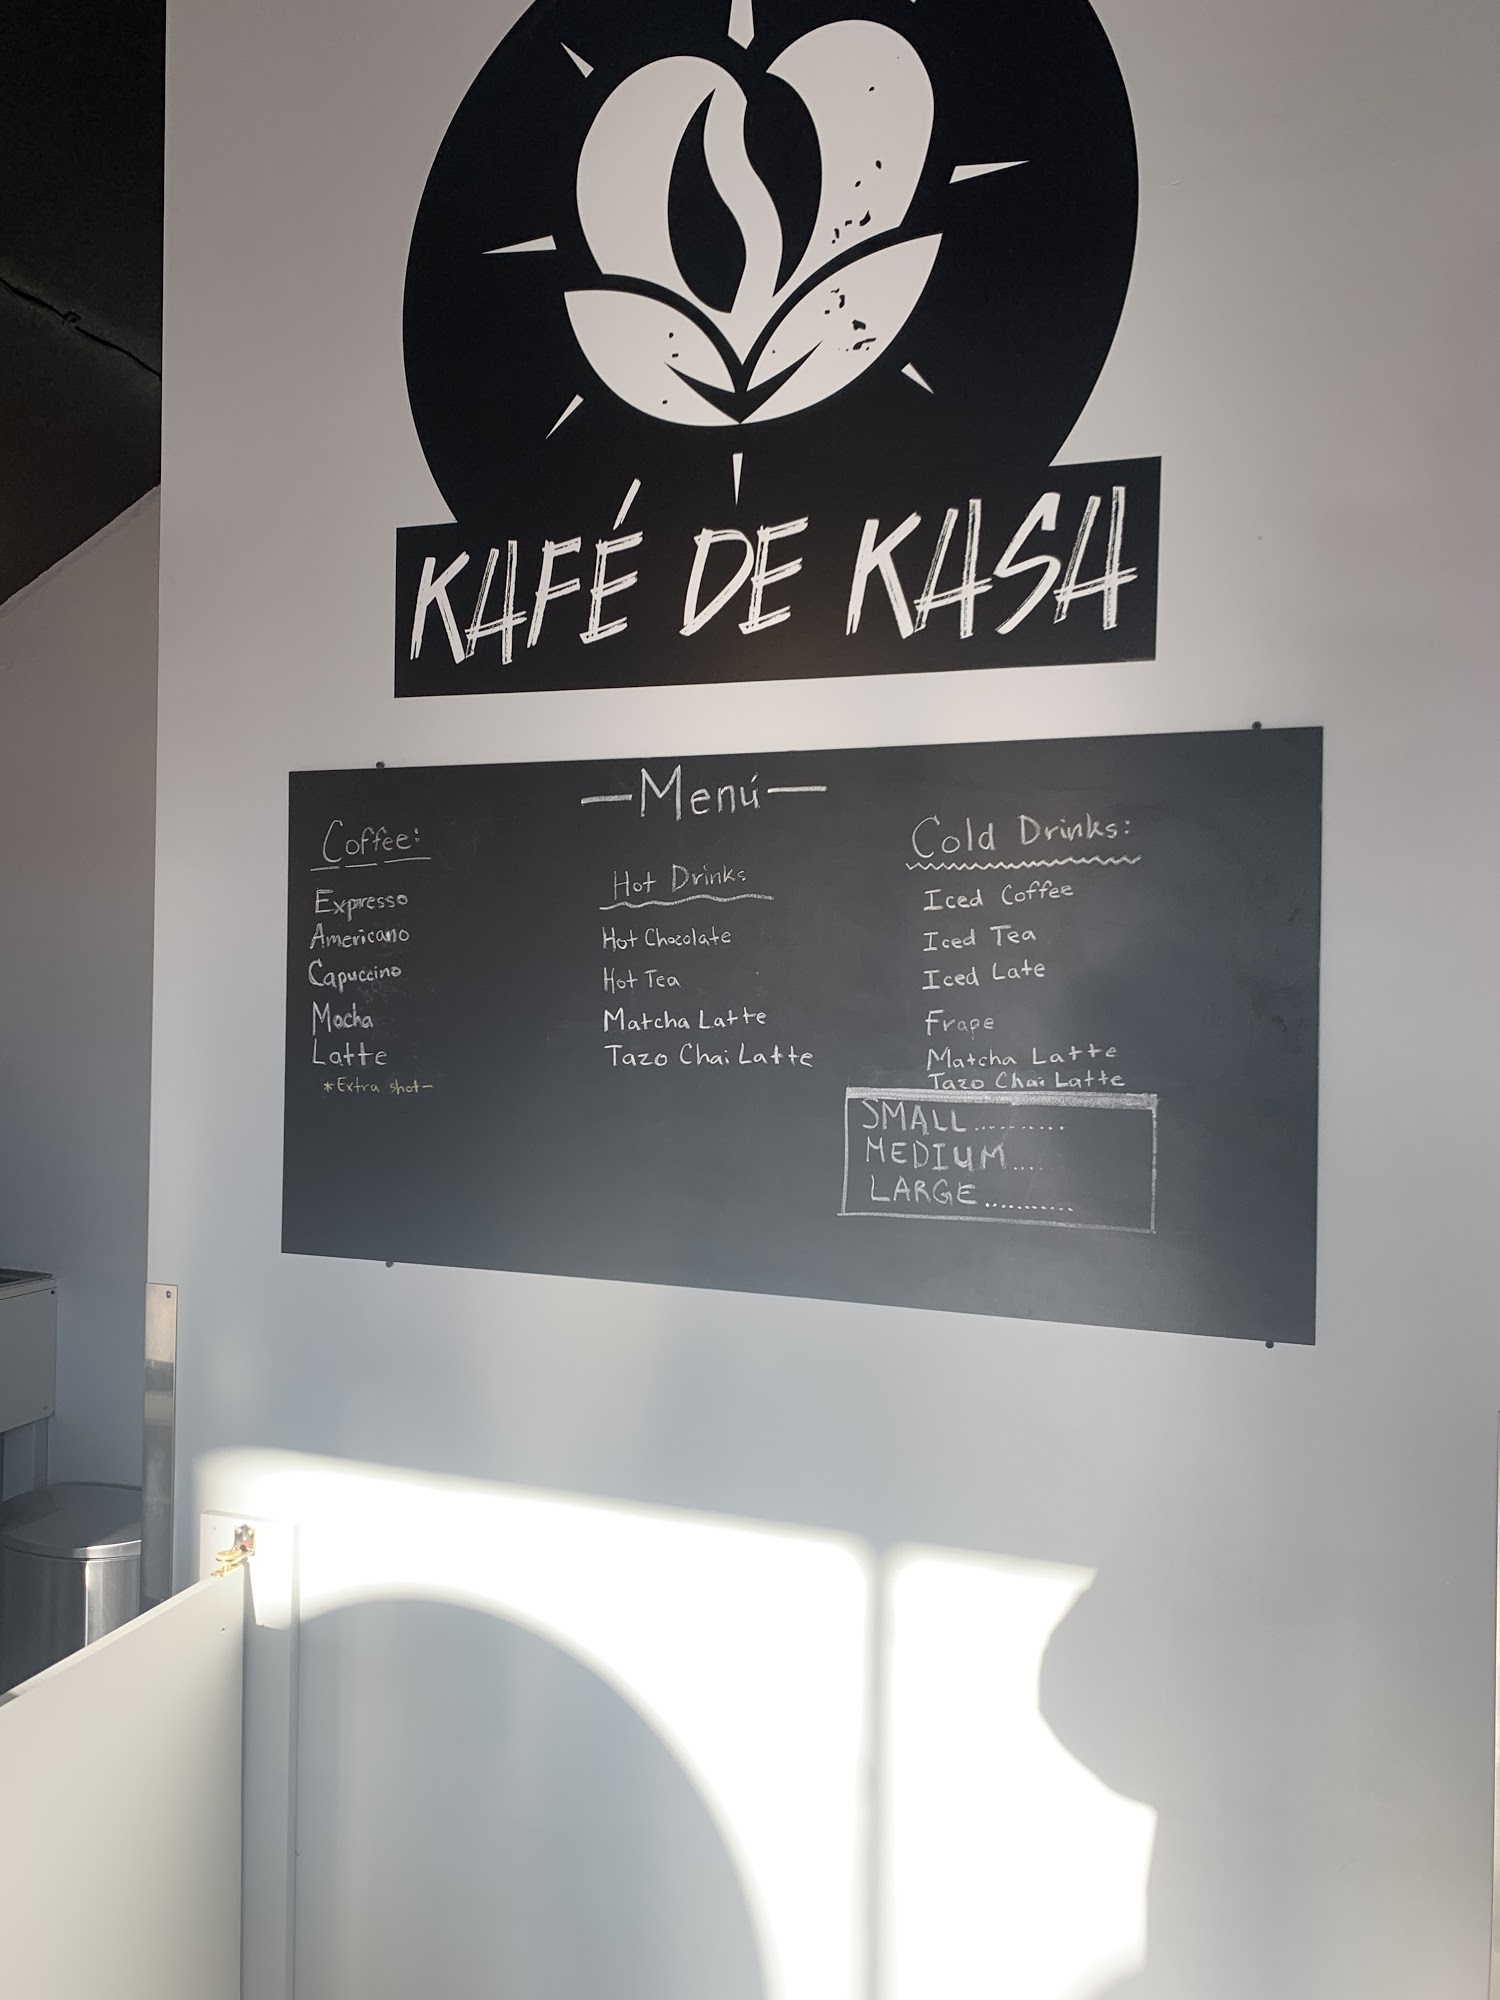 KAFÉ DE KASA
—Menú—
Coffee:
Expresso
Americano
Capuccino
Mocha
Latte
*Extra shot—
Hot Drinks
Hot Chocolate
Hot Tea
Matcha Latte
Tazo Chai Latte
Cold Drinks:
Iced Coffee
Iced Tea
Iced Late
Frape
Matcha Latte
Tazo Chai Latte
SMALL..........
MEDIUM....
LARGE...........